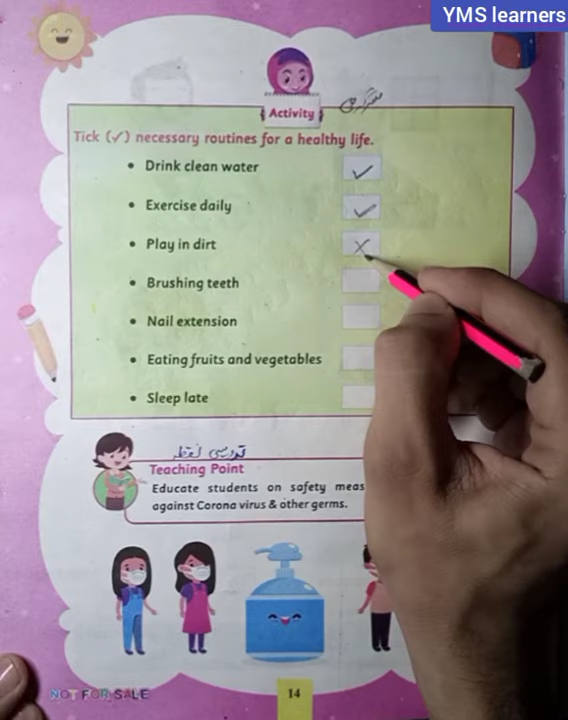 YMS learners
Activity
Tick (✓) necessary routines for a healthy life.
• Drink clean water ✓
• Exercise daily ✓
• Play in dirt ✗
• Brushing teeth
• Nail extension
• Eating fruits and vegetables
• Sleep late
تدریسی نقطہ
Teaching Point
Educate students on safety meas
against Corona virus & other germs.
NOT FOR SALE
14